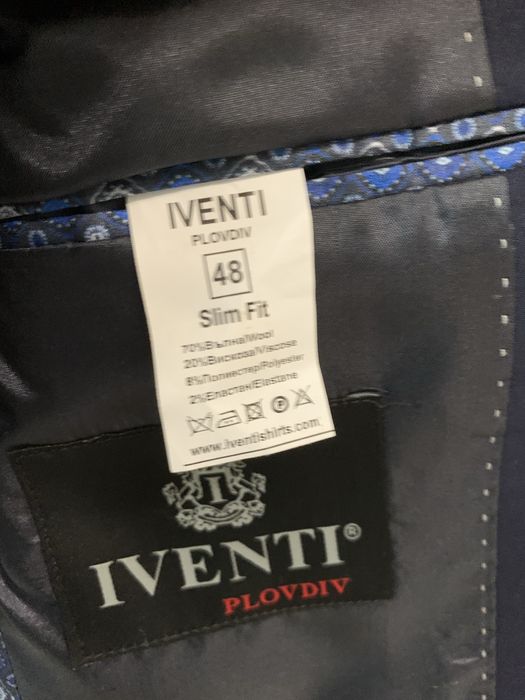 IVENTI
PLOVDIV
48
Slim Fit
70%Вълна/Wool
20%Вискоза/Viscose
8%Полиестер/Polyester
2%Еластан/Elastane
P
www.iventishirts.com
I
IVENTI®
PLOVDIV